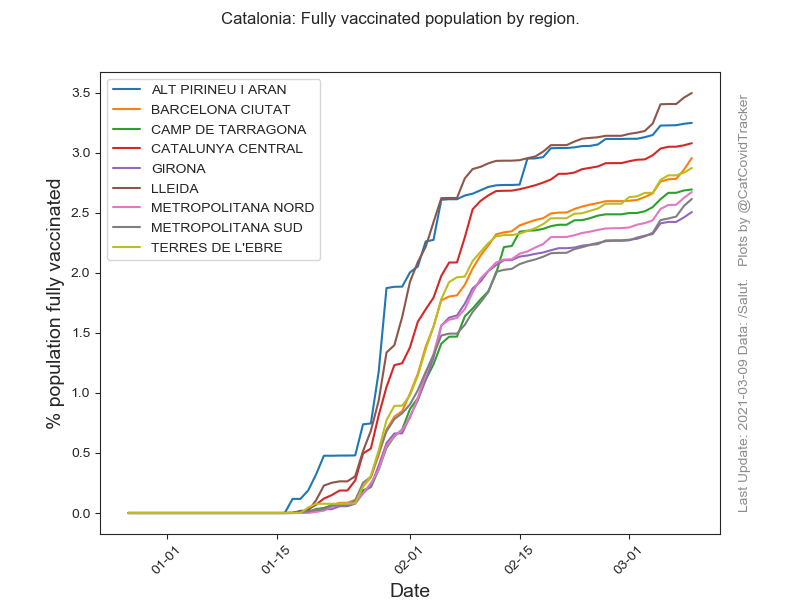 Catalonia: Fully vaccinated population by region.
3.5
3.0
2.5
2.0
1.5
1.0
0.5
0.0
% population fully vaccinated
ALT PIRINEU I ARAN
BARCELONA CIUTAT
CAMP DE TARRAGONA
CATALUNYA CENTRAL
GIRONA
LLEIDA
METROPOLITANA NORD
METROPOLITANA SUD
TERRES DE L'EBRE
01-01
01-15
02-01
02-15
03-01
Date
Last Update: 2021-03-09 Data: /Salut. Plots by @CatCovidTracker